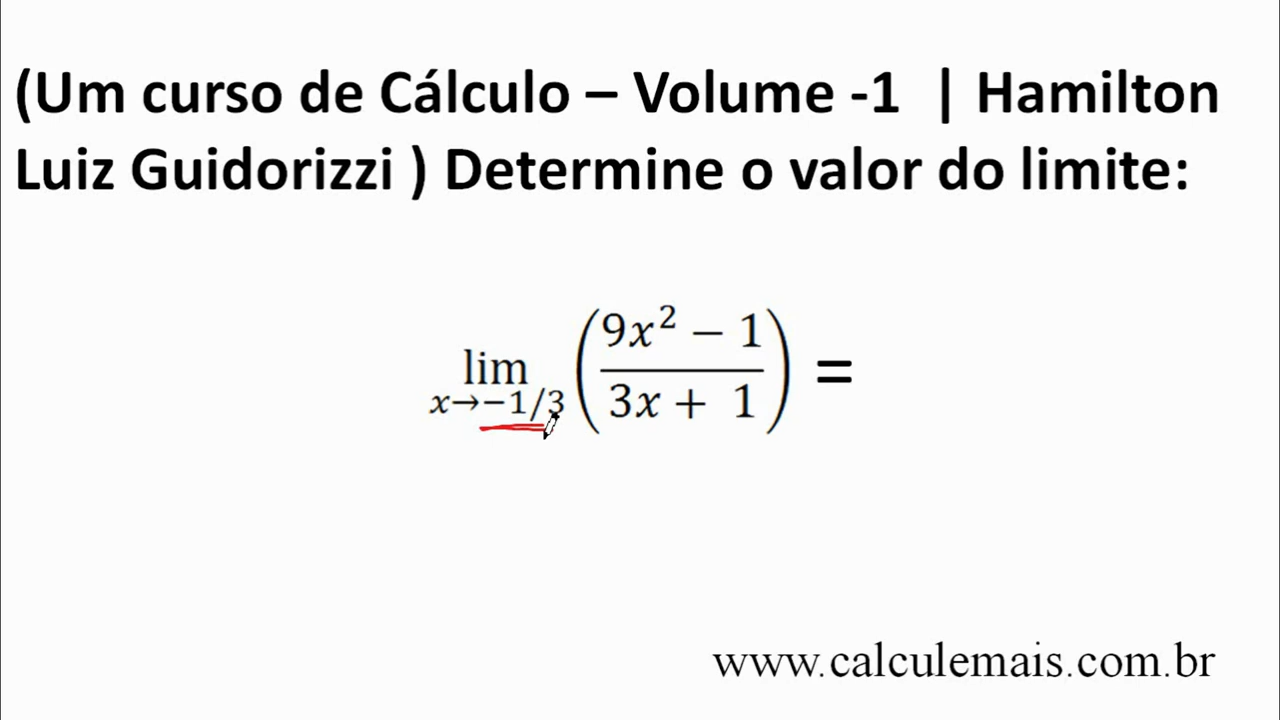 (Um curso de Cálculo – Volume -1 | Hamilton
Luiz Guidorizzi ) Determine o valor do limite:
lim x→−1/3 (9x² − 1 / 3x + 1) =
www.calculemais.com.br